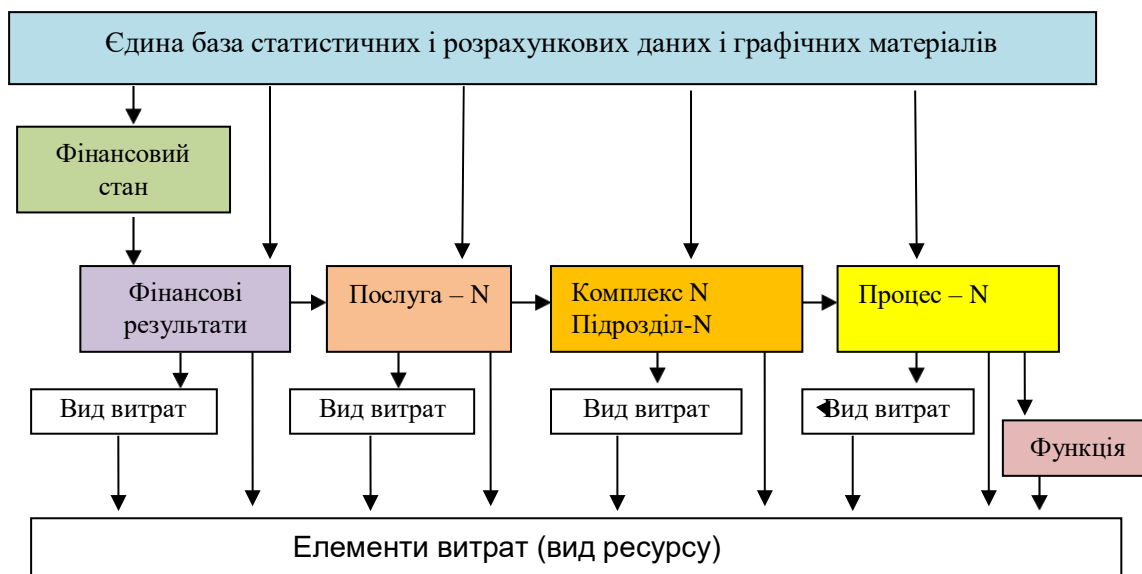 Єдина база статистичних і розрахункових даних і графічних матеріалів
Фінансовий
стан
Фінансові
результати
Послуга – N
Комплекс N
Підрозділ-N
Процес – N
Вид витрат
Вид витрат
Вид витрат
Вид витрат
Функція
Елементи витрат (вид ресурсу)